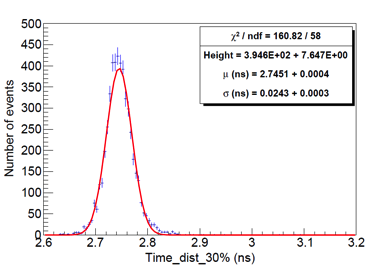 χ² / ndf = 160.82 / 58
Height = 3.946E+02 + 7.647E+00
μ (ns) = 2.7451 + 0.0004
σ (ns) = 0.0243 + 0.0003
Number of events
500
450
400
350
300
250
200
150
100
50
0
2.6 2.7 2.8 2.9 3 3.1 3.2
Time_dist_30% (ns)